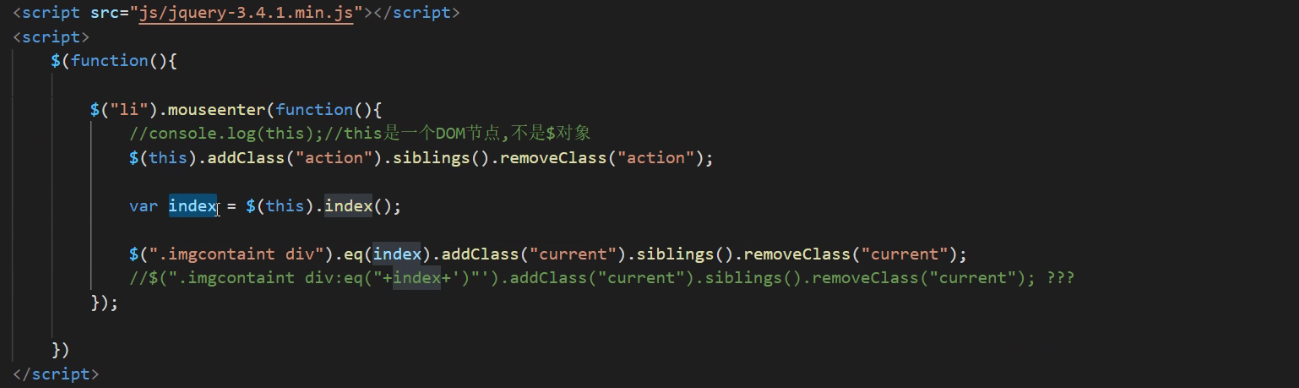 <script src="js/jquery-3.4.1.min.js"></script>
<script>
$(function(){
$("li").mouseenter(function(){
//console.log(this);//this是一个DOM节点,不是$对象
$(this).addClass("action").siblings().removeClass("action");
var index = $(this).index();
$(".imgcontaint div").eq(index).addClass("current").siblings().removeClass("current");
//$(".imgcontaint div:eq("+index+')"').addClass("current").siblings().removeClass("current"); ???
});
})
</script>